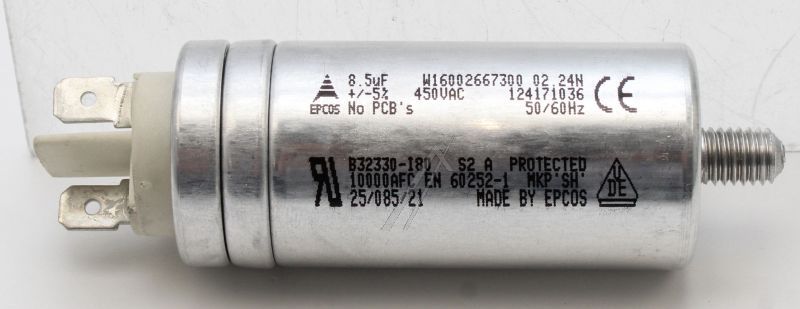 8.5uF W16002667300 02.24N
+/-5% 450VAC 124171036 CE
EPCOS No PCB's 50/60Hz
B32330-I80 S2 A PROTECTED
10000AFC EN 60252-1 MKP'SH'
25/085/21 MADE BY EPCOS
RU
VDE